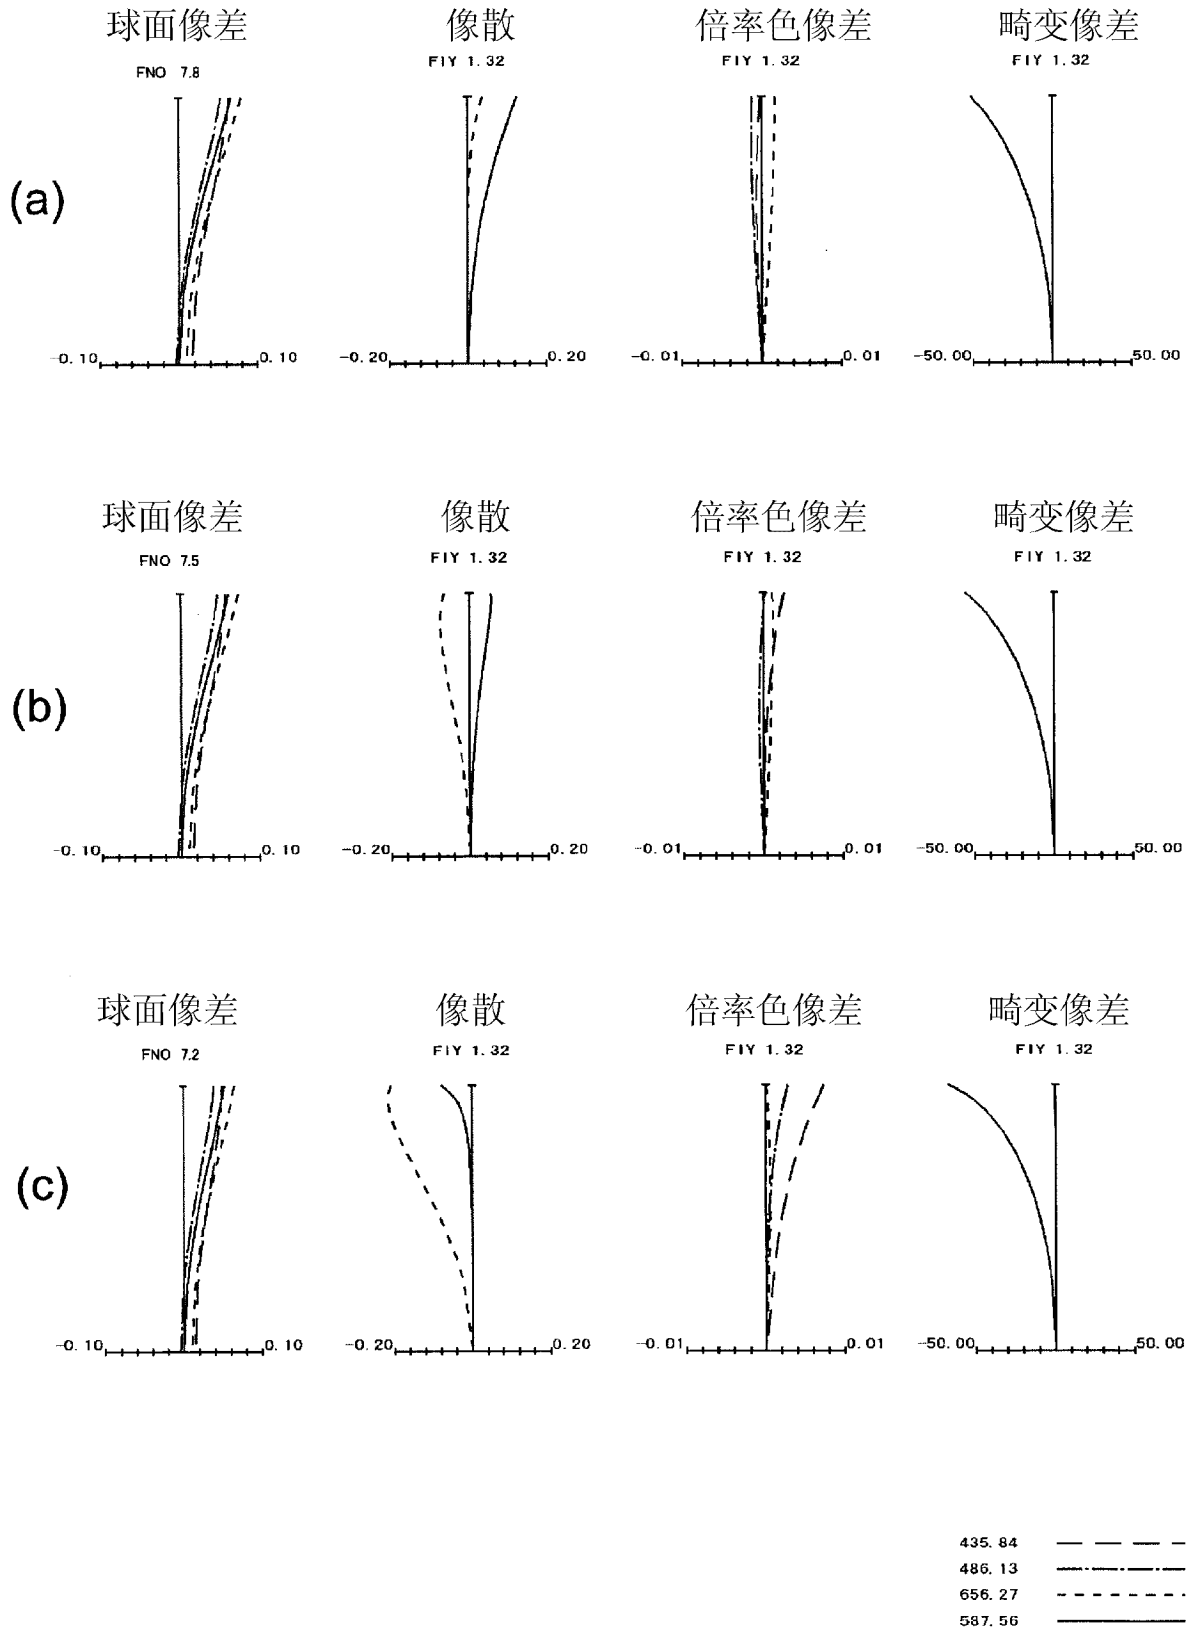 球面像差 像散 倍率色像差 畸变像差
FNO 7.8 FIY 1.32 FIY 1.32 FIY 1.32
(a)
-0.10 0.10 -0.20 0.20 -0.01 0.01 -50.00 50.00
球面像差 像散 倍率色像差 畸变像差
FNO 7.5 FIY 1.32 FIY 1.32 FIY 1.32
(b)
-0.10 0.10 -0.20 0.20 -0.01 0.01 -50.00 50.00
球面像差 像散 倍率色像差 畸变像差
FNO 7.2 FIY 1.32 FIY 1.32 FIY 1.32
(c)
-0.10 0.10 -0.20 0.20 -0.01 0.01 -50.00 50.00
435.84
486.13
656.27
587.56